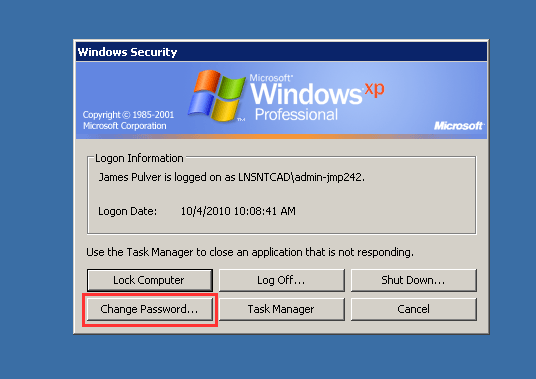 Windows Security
Microsoft®
Windows xp
Professional
Copyright © 1985-2001
Microsoft Corporation
Microsoft
Logon Information
James Pulver is logged on as LNSNTCAD\admin-jmp242.
Logon Date: 10/4/2010 10:08:41 AM
Use the Task Manager to close an application that is not responding.
Lock Computer Log Off... Shut Down...
Change Password... Task Manager Cancel